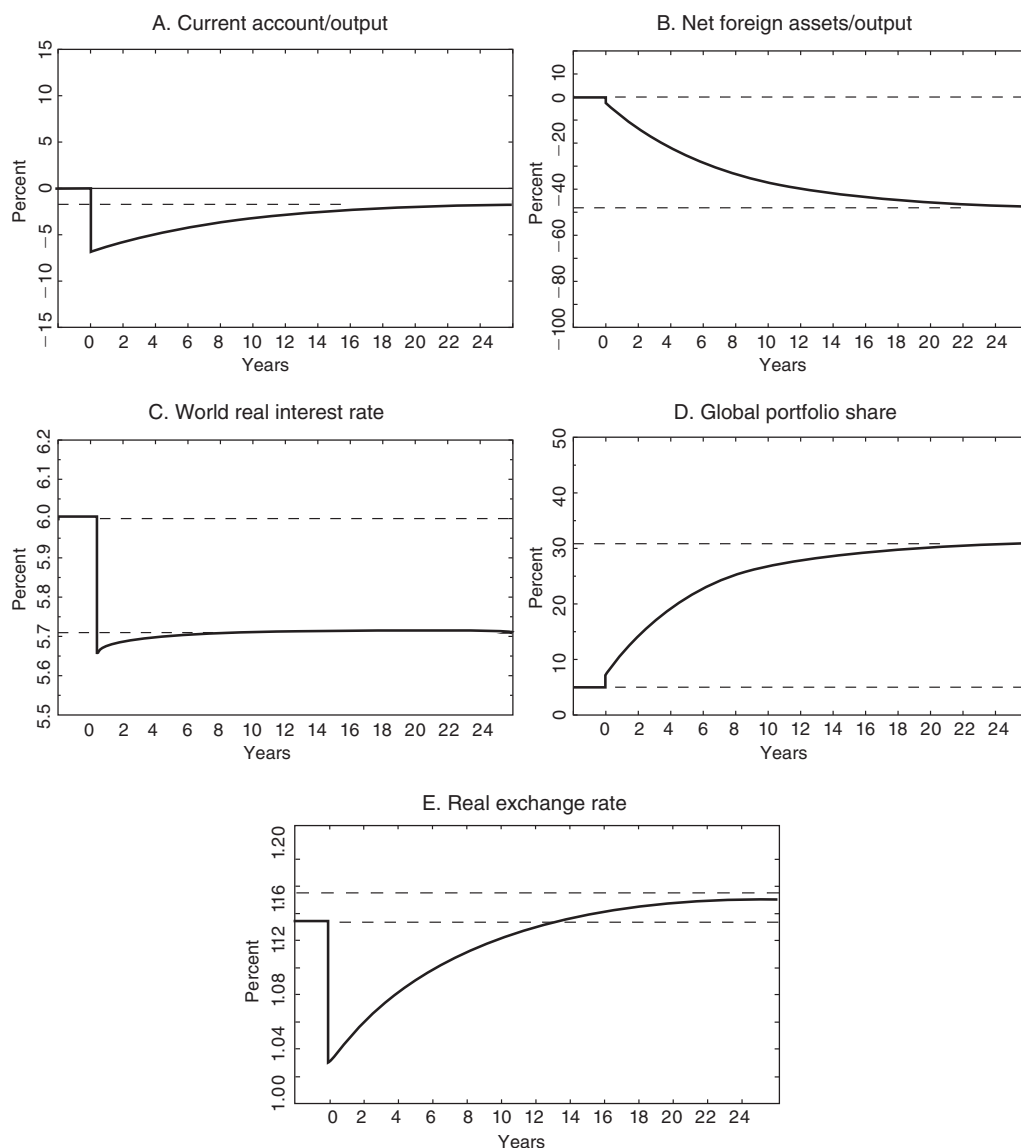 A. Current account/output
15
10
5
0
− 5
− 10
− 15
Percent
0 2 4 6 8 10 12 14 16 18 20 22 24
Years
B. Net foreign assets/output
10
0
− 20
− 40
− 60
− 80
− 100
Percent
0 2 4 6 8 10 12 14 16 18 20 22 24
Years
C. World real interest rate
6.2
6.1
6.0
5.9
5.8
5.7
5.6
5.5
Percent
0 2 4 6 8 10 12 14 16 18 20 22 24
Years
D. Global portfolio share
50
40
30
20
10
0
Percent
0 2 4 6 8 10 12 14 16 18 20 22 24
Years
E. Real exchange rate
1.20
1.16
1.12
1.08
1.04
1.00
Percent
0 2 4 6 8 10 12 14 16 18 20 22 24
Years